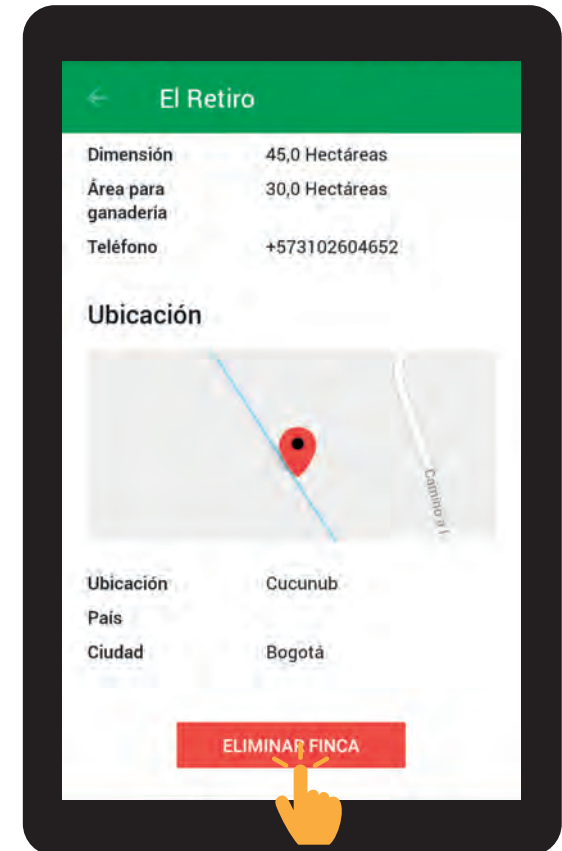 El Retiro
Dimensión 45,0 Hectáreas
Área para 30,0 Hectáreas
ganadería
Teléfono +573102604652
Ubicación
Camino a l
Ubicación Cucunub
País
Ciudad Bogotá
ELIMINAR FINCA